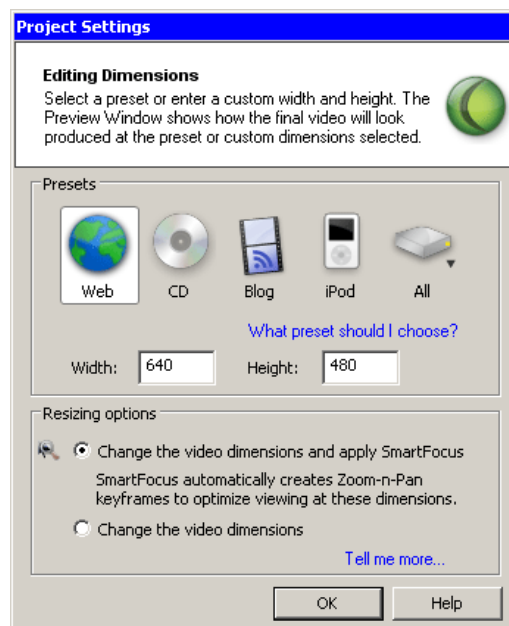 Project Settings
Editing Dimensions
Select a preset or enter a custom width and height. The
Preview Window shows how the final video will look
produced at the preset or custom dimensions selected.
Presets
Web CD Blog iPod All
What preset should I choose?
Width: 640 Height: 480
Resizing options
Change the video dimensions and apply SmartFocus
SmartFocus automatically creates Zoom-n-Pan
keyframes to optimize viewing at these dimensions.
Change the video dimensions
Tell me more...
OK Help